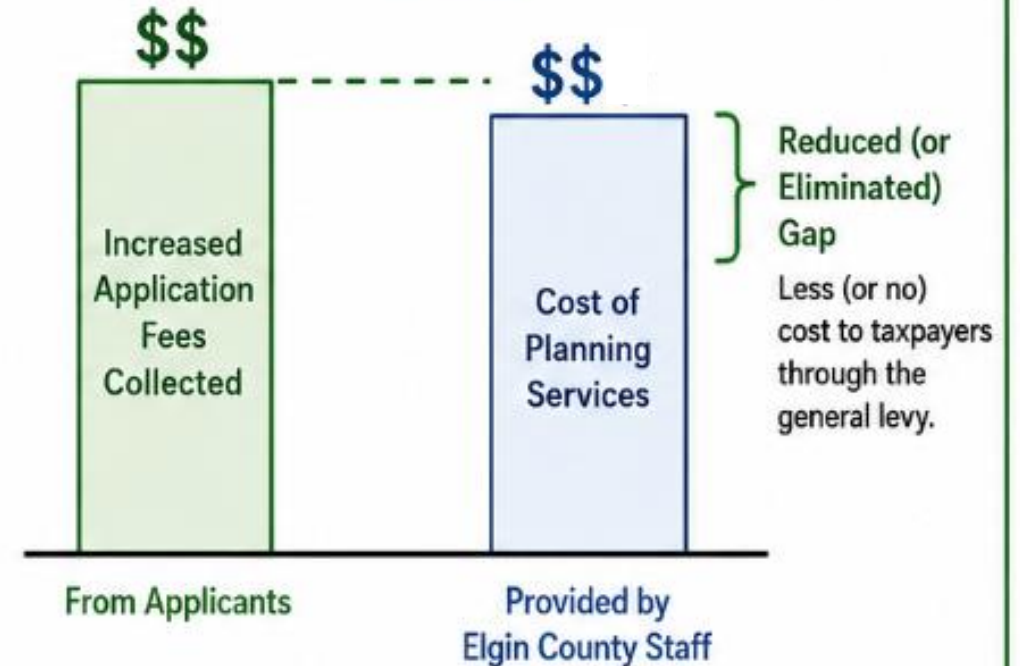 $$
$$
Increased
Application
Fees
Collected
Cost of
Planning
Services
Reduced (or
Eliminated)
Gap
Less (or no)
cost to taxpayers
through the
general levy.
From Applicants
Provided by
Elgin County Staff